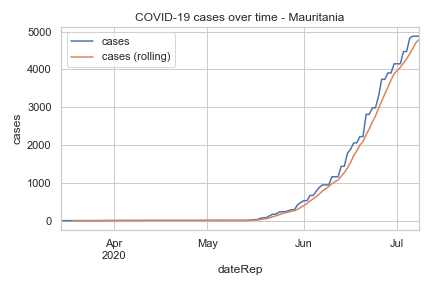 COVID-19 cases over time - Mauritania
cases
cases (rolling)
5000
4000
3000
2000
1000
0
cases
Apr
2020
May
Jun
Jul
dateRep